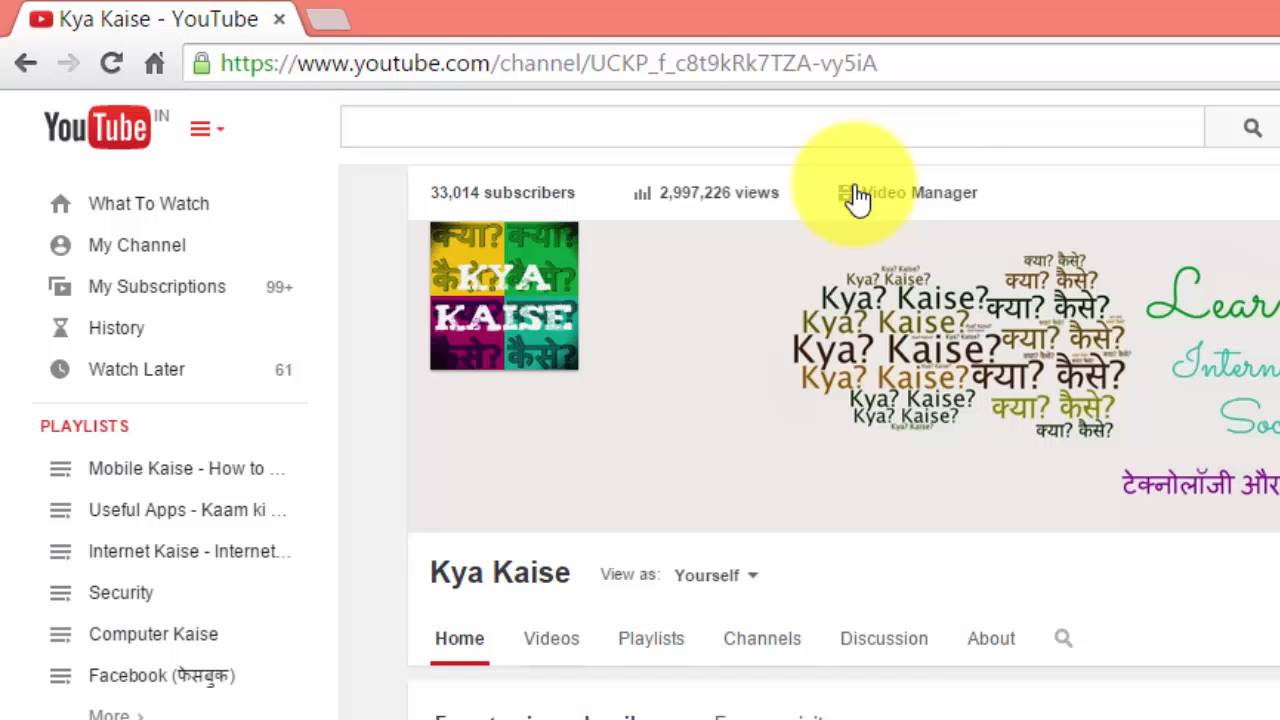 Kya Kaise - YouTube
https://www.youtube.com/channel/UCKP_f_c8t9kRk7TZA-vy5iA
YouTube IN
33,014 subscribers 2,997,226 views Video Manager
What To Watch
My Channel
My Subscriptions 99+
History
Watch Later 61
PLAYLISTS
Mobile Kaise - How to ...
Useful Apps - Kaam ki ...
Internet Kaise - Internet...
Security
Computer Kaise
Facebook (फेसबुक)
More
क्या? क्या?
KYA
KAISE
कैसे? कैसे?
Kya? Kaise? क्या? कैसे?
Kya? Kaise? क्या? कैसे?
Kya? Kaise? क्या? कैसे?
Kya? Kaise? क्या? कैसे?
Kya? Kaise? क्या? कैसे?
Kya? Kaise? क्या? कैसे?
Kya? Kaise? क्या? कैसे?
Kya? Kaise?
Lear
Intern
Soc
टेक्नोलॉजी और
Kya Kaise View as: Yourself
Home Videos Playlists Channels Discussion About